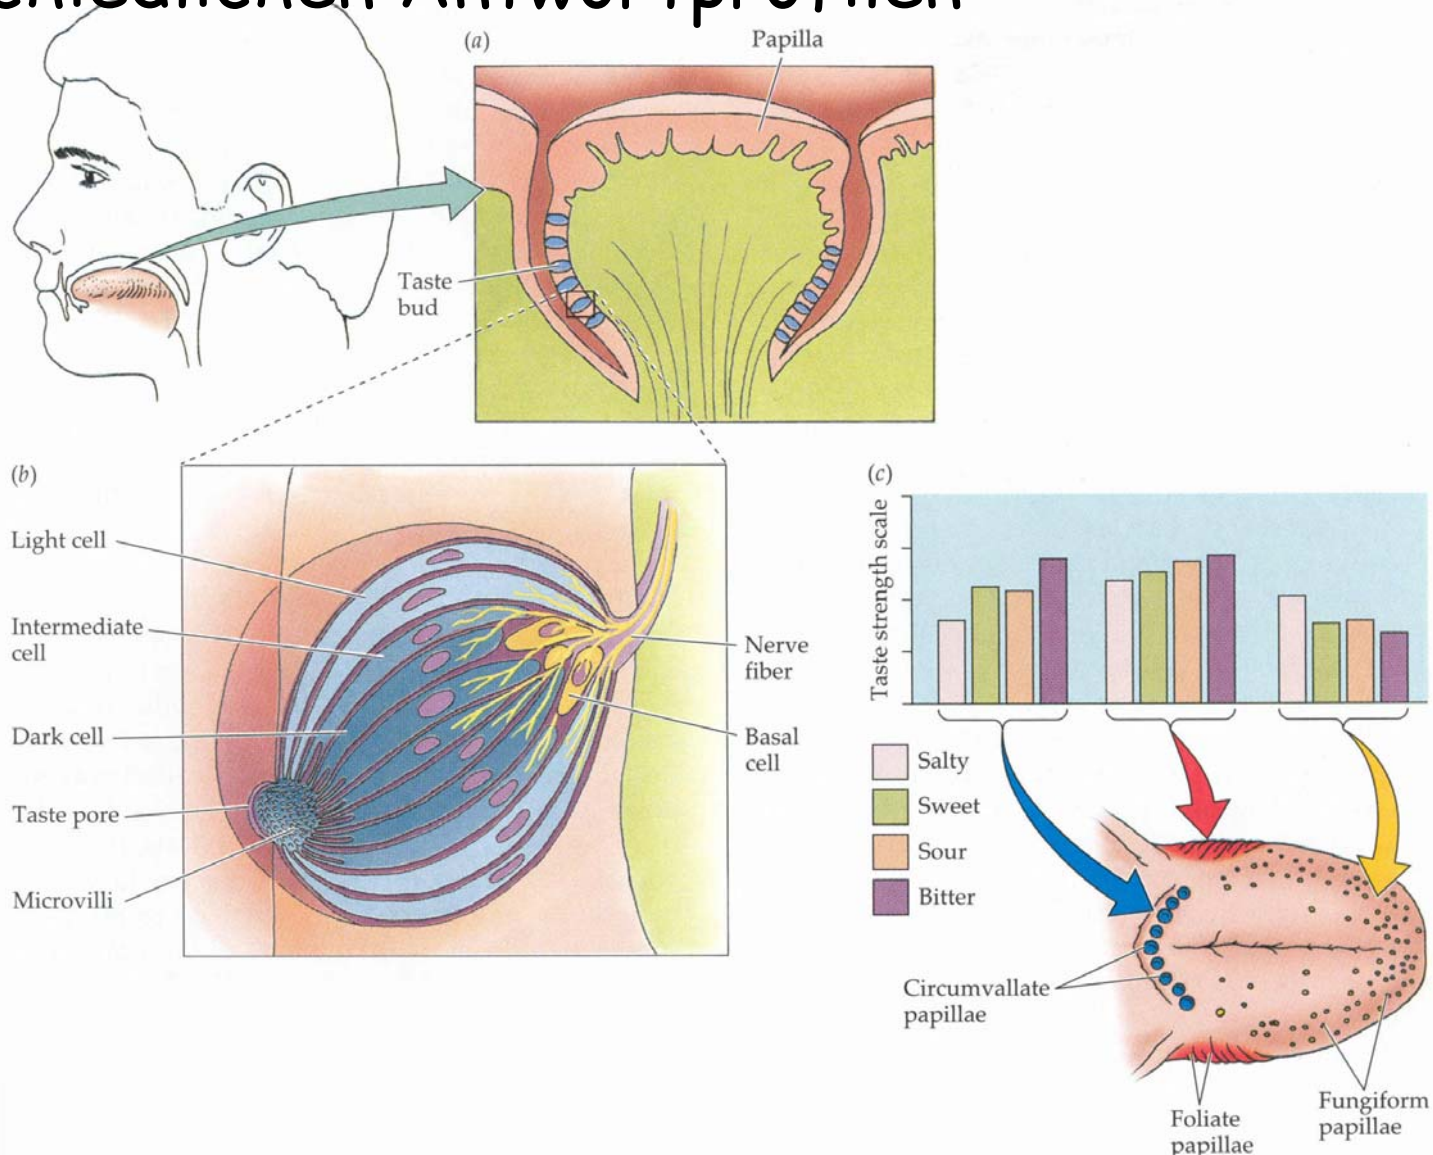 Antwortprofilen
(a)
Papilla
Taste
bud
(b)
Light cell
Intermediate
cell
Dark cell
Taste pore
Microvilli
Nerve
fiber
Basal
cell
(c)
Taste strength scale
Salty
Sweet
Sour
Bitter
Circumvallate
papillae
Foliate
papillae
Fungiform
papillae